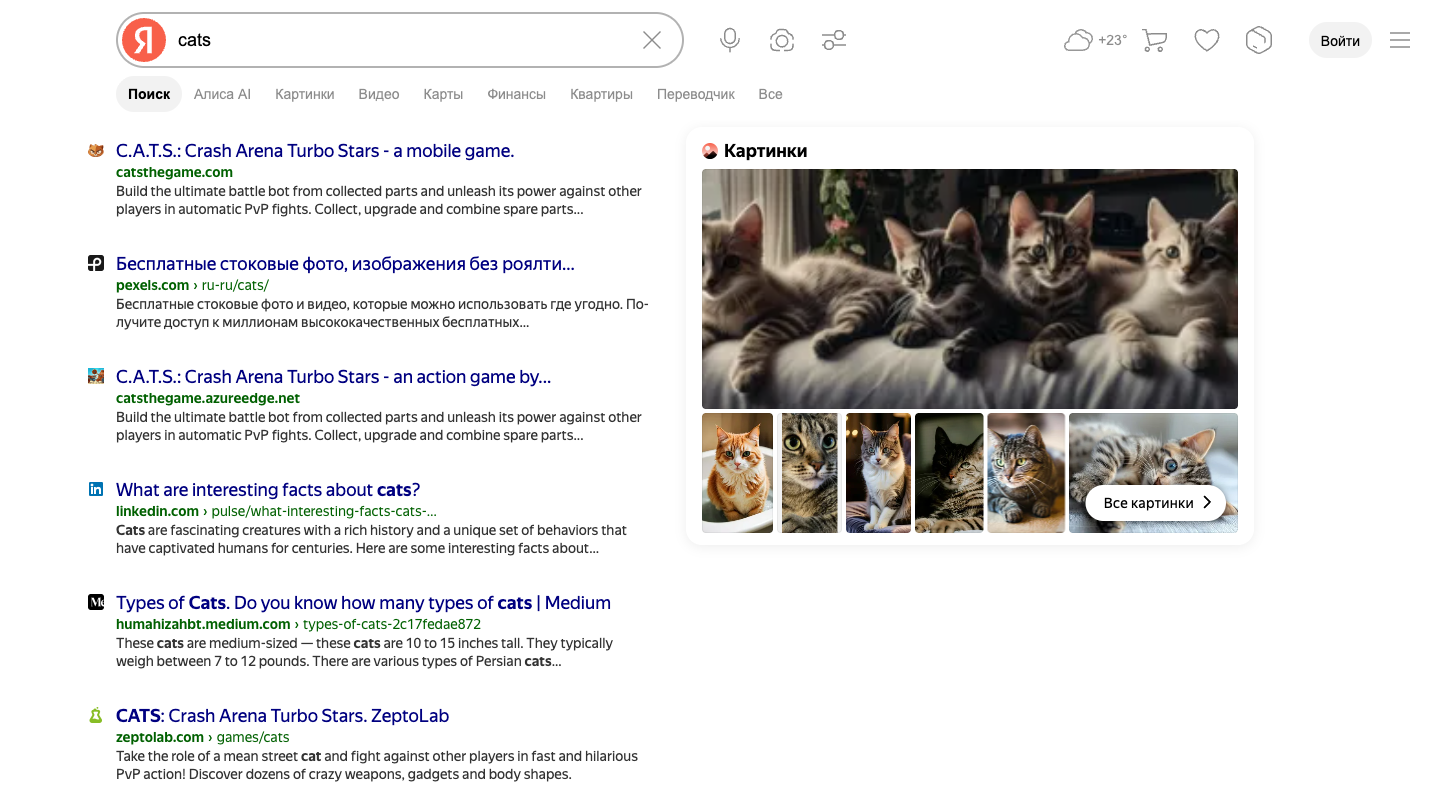 Я cats +23° Войти
Поиск Алиса AI Картинки Видео Карты Финансы Квартиры Переводчик Все
C.A.T.S.: Crash Arena Turbo Stars - a mobile game.
catsthegame.com
Build the ultimate battle bot from collected parts and unleash its power against other
players in automatic PvP fights. Collect, upgrade and combine spare parts...
Бесплатные стоковые фото, изображения без роялти...
pexels.com › ru-ru/cats/
Бесплатные стоковые фото и видео, которые можно использовать где угодно. По-
лучите доступ к миллионам высококачественных бесплатных...
C.A.T.S.: Crash Arena Turbo Stars - an action game by...
catsthegame.azureedge.net
Build the ultimate battle bot from collected parts and unleash its power against other
players in automatic PvP fights. Collect, upgrade and combine spare parts...
What are interesting facts about cats?
linkedin.com › pulse/what-interesting-facts-cats-...
Cats are fascinating creatures with a rich history and a unique set of behaviors that
have captivated humans for centuries. Here are some interesting facts about...
Types of Cats. Do you know how many types of cats | Medium
humahizahbt.medium.com › types-of-cats-2c17fedae872
These cats are medium-sized — these cats are 10 to 15 inches tall. They typically
weigh between 7 to 12 pounds. There are various types of Persian cats...
CATS: Crash Arena Turbo Stars. ZeptoLab
zeptolab.com › games/cats
Take the role of a mean street cat and fight against other players in fast and hilarious
PvP action! Discover dozens of crazy weapons, gadgets and body shapes.
Картинки
Все картинки